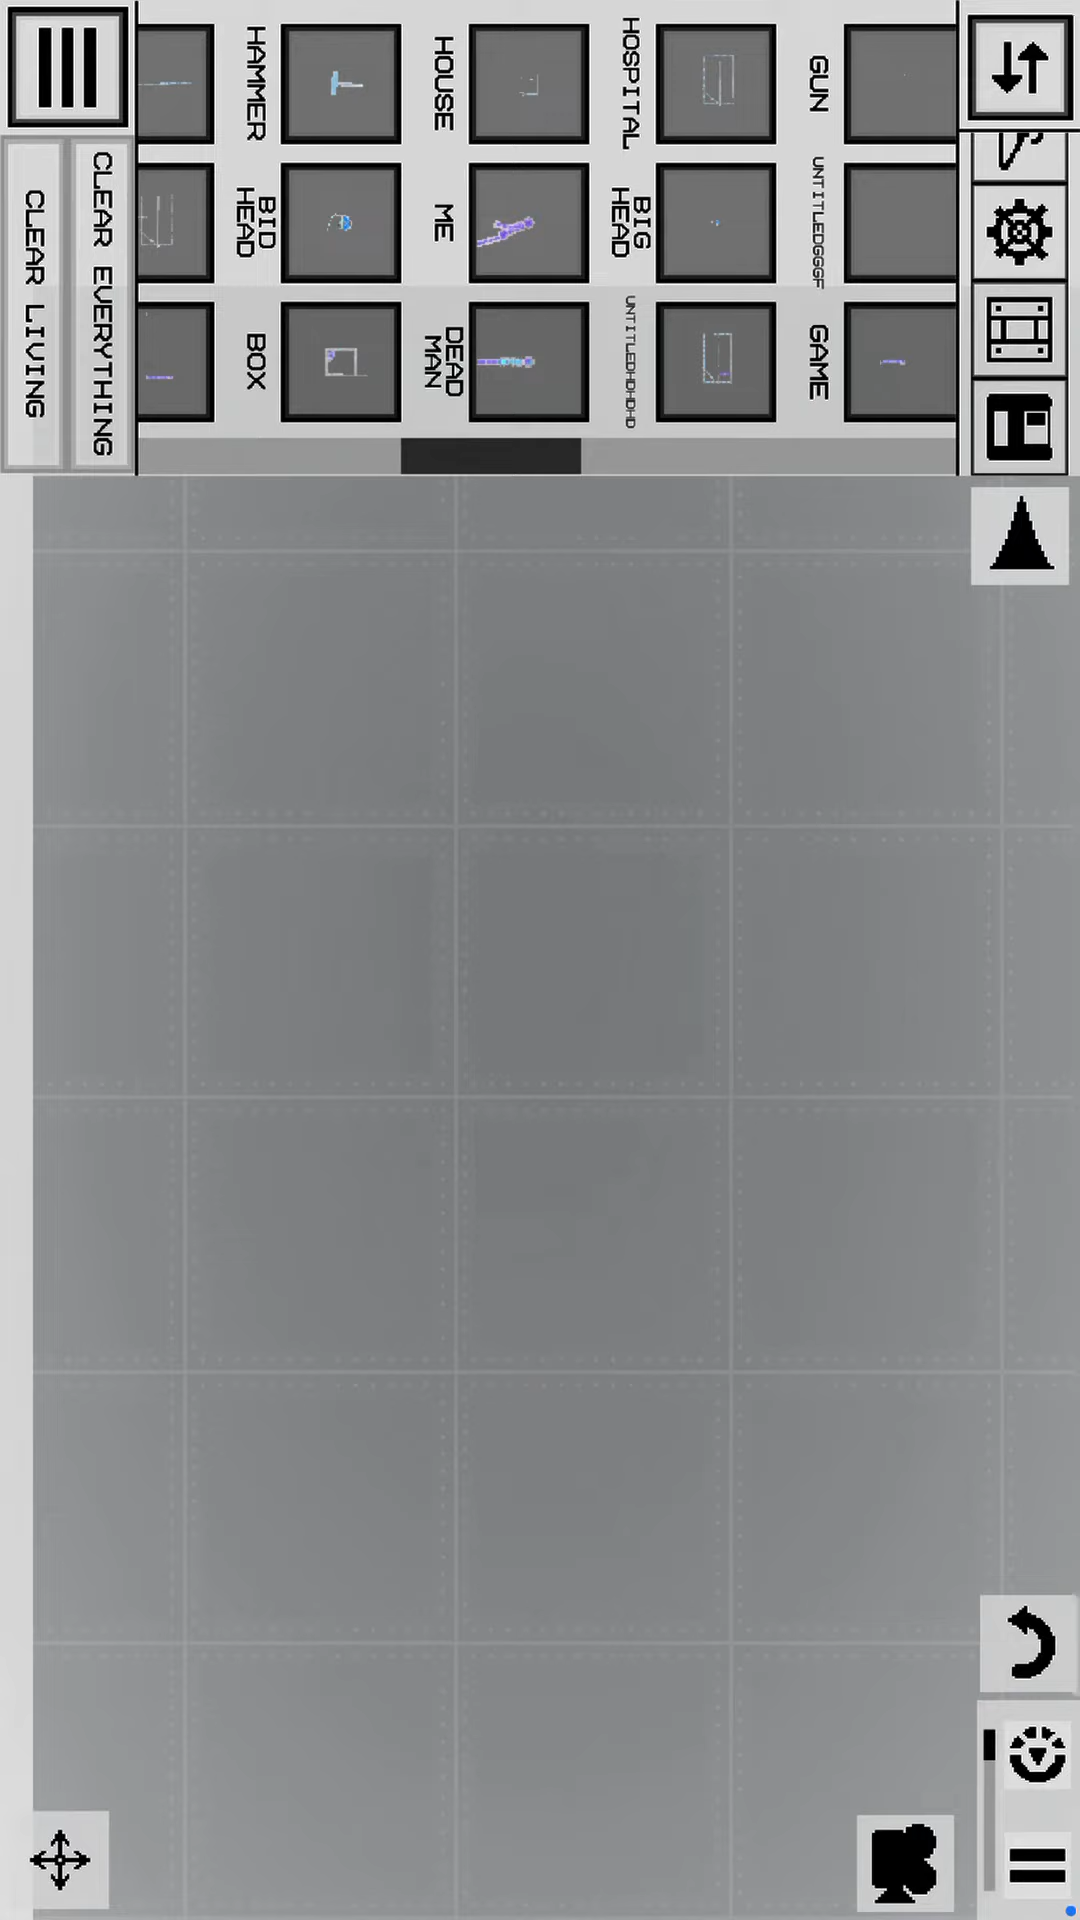 GUN
UNTITLEDGGGF
GAME
HOSPITAL
BIG
HEAD
UNTITLEDHDHDHD
HOUSE
ME
DEAD
MAN
HAMMER
BID
HEAD
BOX
CLEAR EVERYTHING
CLEAR LIVING